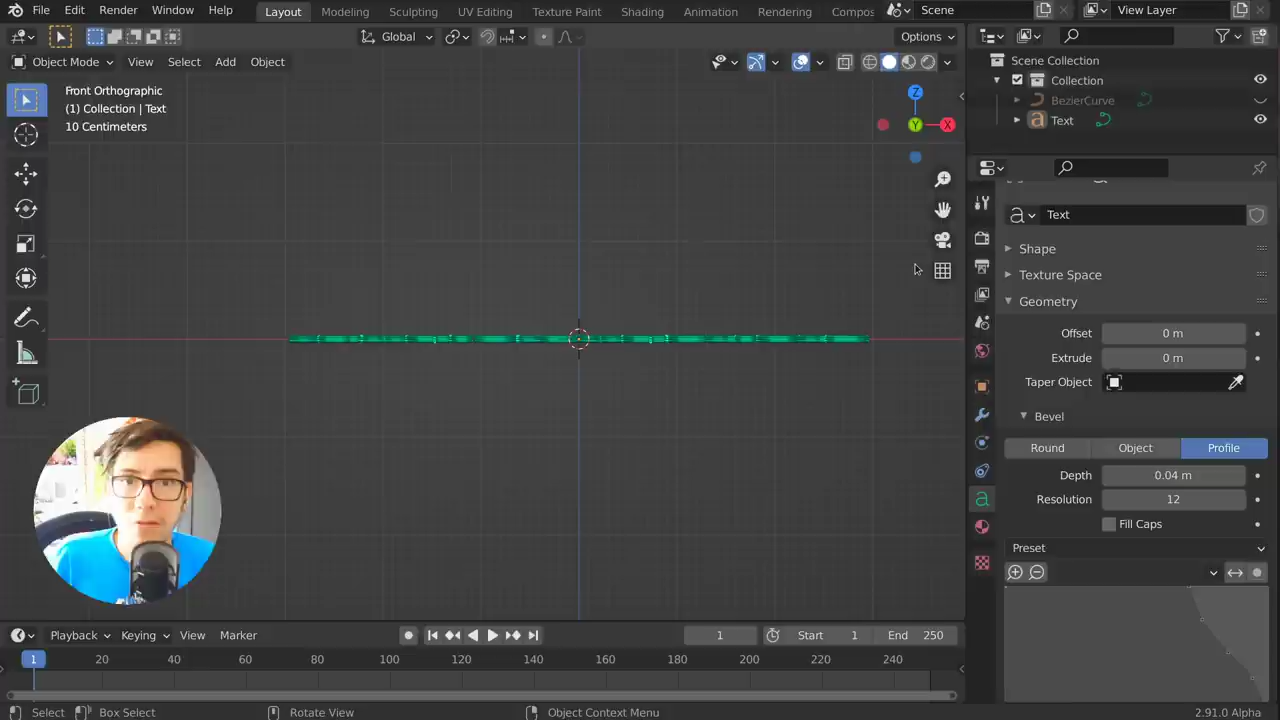 File Edit Render Window Help Layout Modeling Sculpting UV Editing Texture Paint Shading Animation Rendering Compos Scene View Layer
Global Options
Object Mode View Select Add Object
Front Orthographic
(1) Collection | Text
10 Centimeters
Z
Y
X
Scene Collection
Collection
BezierCurve
Text
Text
Shape
Texture Space
Geometry
Offset 0 m
Extrude 0 m
Taper Object
Bevel
Round Object Profile
Depth 0.04 m
Resolution 12
Fill Caps
Preset
Playback Keying View Marker 1 Start 1 End 250
1 20 40 60 80 100 120 140 160 180 200 220 240
Select Box Select Rotate View Object Context Menu 2.91.0 Alpha